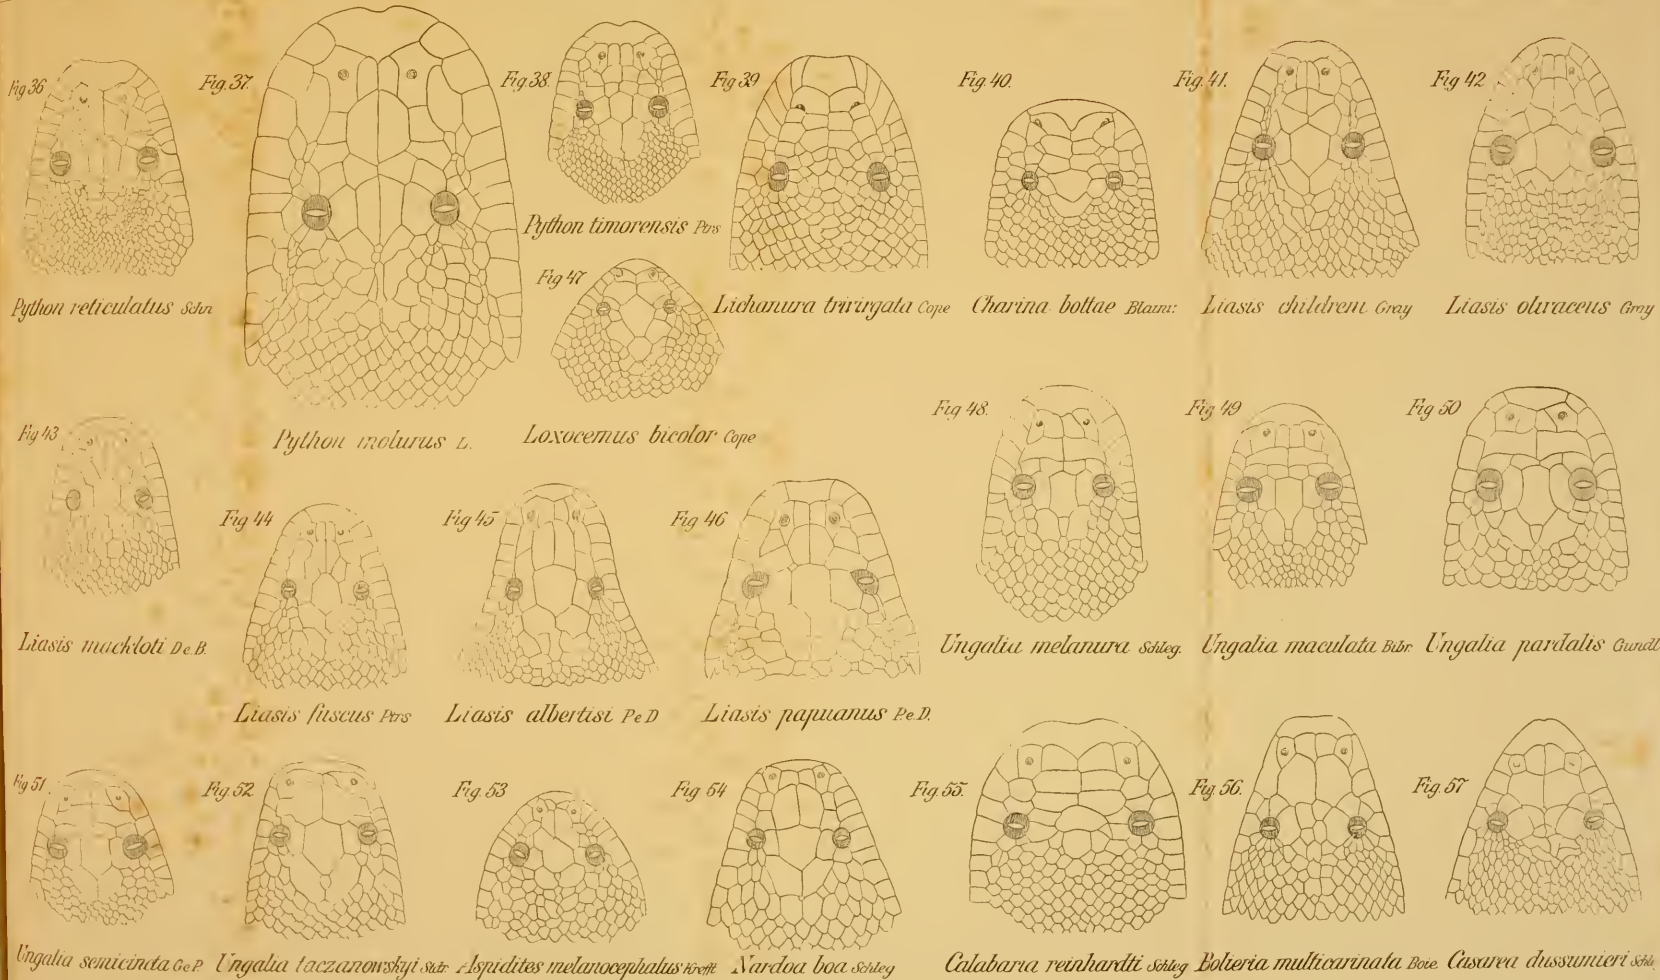 Fig 36
Python reticulatus Schn
Fig. 37.
Python molurus L.
Fig. 38.
Python timorensis Ptrs
Fig 39
Lichanura trivirgata Cope
Fig. 40.
Charina bottae Blainv:
Fig. 41.
Liasis childreni Gray
Fig. 42
Liasis olivaceus Gray
Fig 47
Loxocemus bicolor Cope
Fig 43
Liasis mackloti D e B.
Fig 44
Liasis fuscus Ptrs
Fig 45
Liasis albertisi P e D
Fig 46
Liasis papuanus P. e D.
Fig 48.
Ungalia melanura Schleg.
Fig 49
Ungalia maculata Bibr
Fig 50
Ungalia pardalis Gundl
Fig 51.
Ungalia semicincta G e P.
Fig. 52
Ungalia taczanowskyi Stdr
Fig. 53
Aspidites melanocephalus Krefft
Fig 54
Nardoa boa Schleg
Fig. 55.
Calabaria reinhardti Schleg
Fig. 56.
Bolieria multicarinata Boie
Fig. 57
Casarea dussumieri Schl